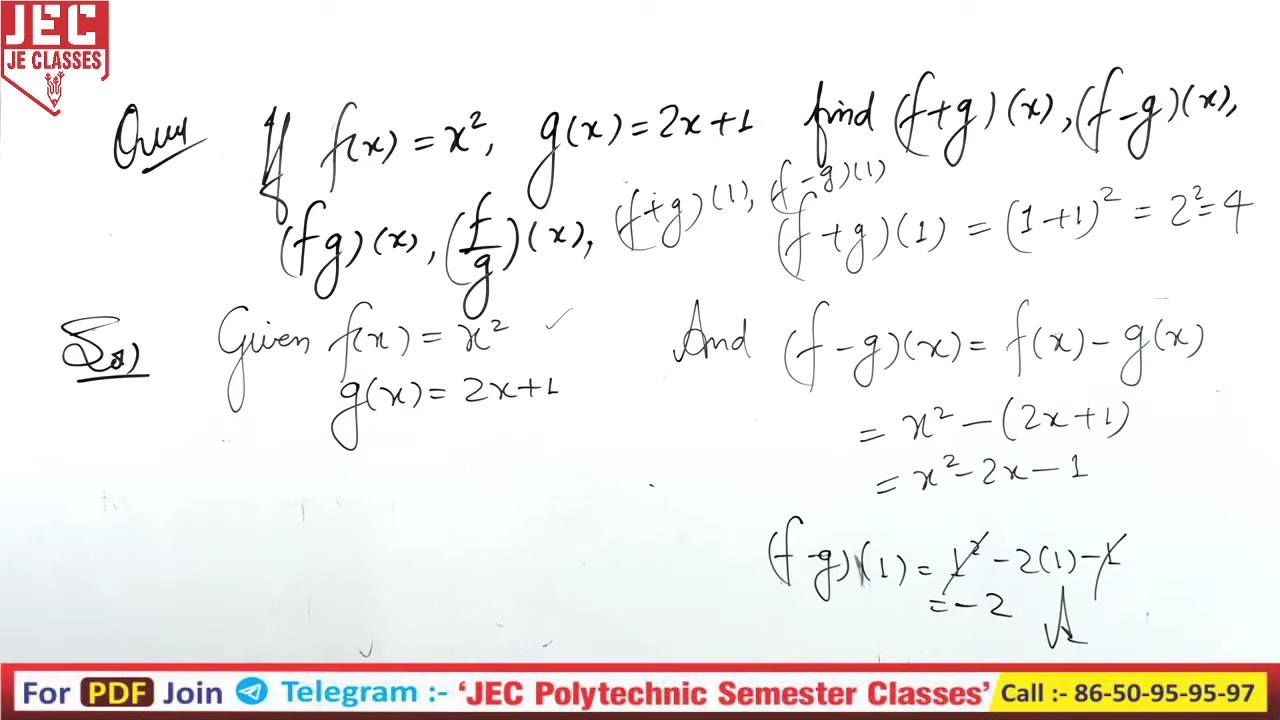 JEC
JE CLASSES
Ques If f(x) = x², g(x) = 2x+1 find (f+g)(x), (f-g)(x),
(fg)(x), (f/g)(x), (f+g)(1), (f-g)(1)
(f+g)(1) = (1+1)² = 2² = 4
Sol) Given f(x) = x²
g(x) = 2x+1
And (f-g)(x) = f(x) - g(x)
= x² - (2x+1)
= x² - 2x - 1
(f-g)(1) = 1² - 2(1) - 1
= -2
For PDF Join Telegram :- 'JEC Polytechnic Semester Classes' Call :- 86-50-95-95-97